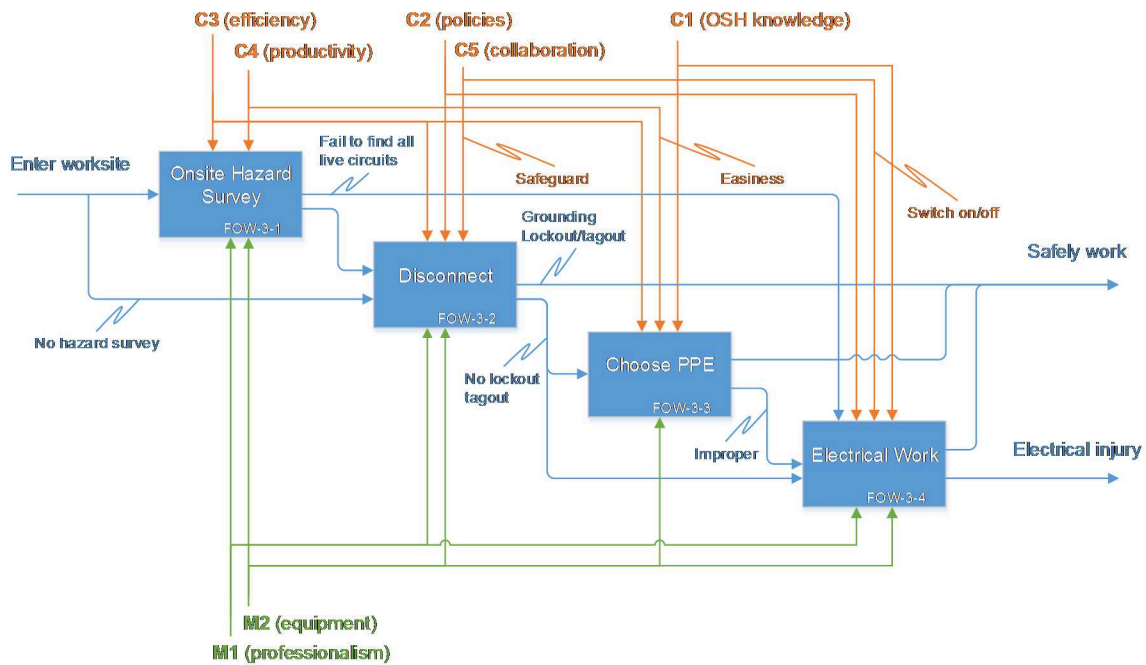 C3 (efficiency)
C2 (policies)
C1 (OSH knowledge)
C4 (productivity)
C5 (collaboration)
Fail to find all
live circuits
Enter worksite
Onsite Hazard
Survey
FOW-3-1
Safeguard
Easiness
Switch on/off
Grounding
Lockout/tagout
Safely work
Disconnect
FOW-3-2
No hazard survey
No lockout
tagout
Choose PPE
FOW-3-3
Improper
Electrical Work
FOW-3-4
Electrical injury
M2 (equipment)
M1 (professionalism)